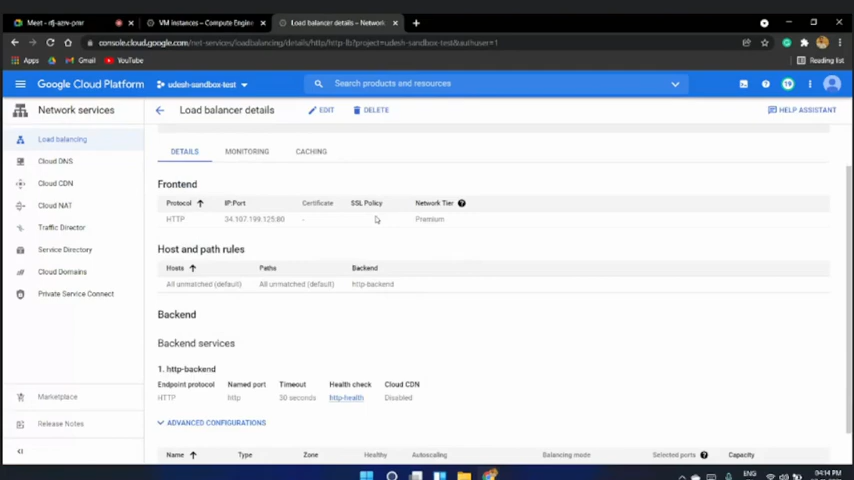 Meet - rfj-azvv-pmr
VM instances – Compute Engine
Load balancer details – Network
console.cloud.google.com/net-services/loadbalancing/details/http/http-lb?project=udesh-sandbox-test&authuser=1
Apps
Gmail
YouTube
Reading list
Google Cloud Platform
udesh-sandbox-test
Search products and resources
19
Network services
Load balancer details
EDIT
DELETE
HELP ASSISTANT
Load balancing
Cloud DNS
Cloud CDN
Cloud NAT
Traffic Director
Service Directory
Cloud Domains
Private Service Connect
Marketplace
Release Notes
DETAILS MONITORING CACHING
Frontend
Protocol IP:Port Certificate SSL Policy Network Tier
HTTP 34.107.199.125:80 - Premium
Host and path rules
Hosts Paths Backend
All unmatched (default) All unmatched (default) http-backend
Backend
Backend services
1. http-backend
Endpoint protocol Named port Timeout Health check Cloud CDN
HTTP http 30 seconds http-health Disabled
ADVANCED CONFIGURATIONS
Name Type Zone Healthy Autoscaling Balancing mode Selected ports Capacity
ENG
04:14 PM